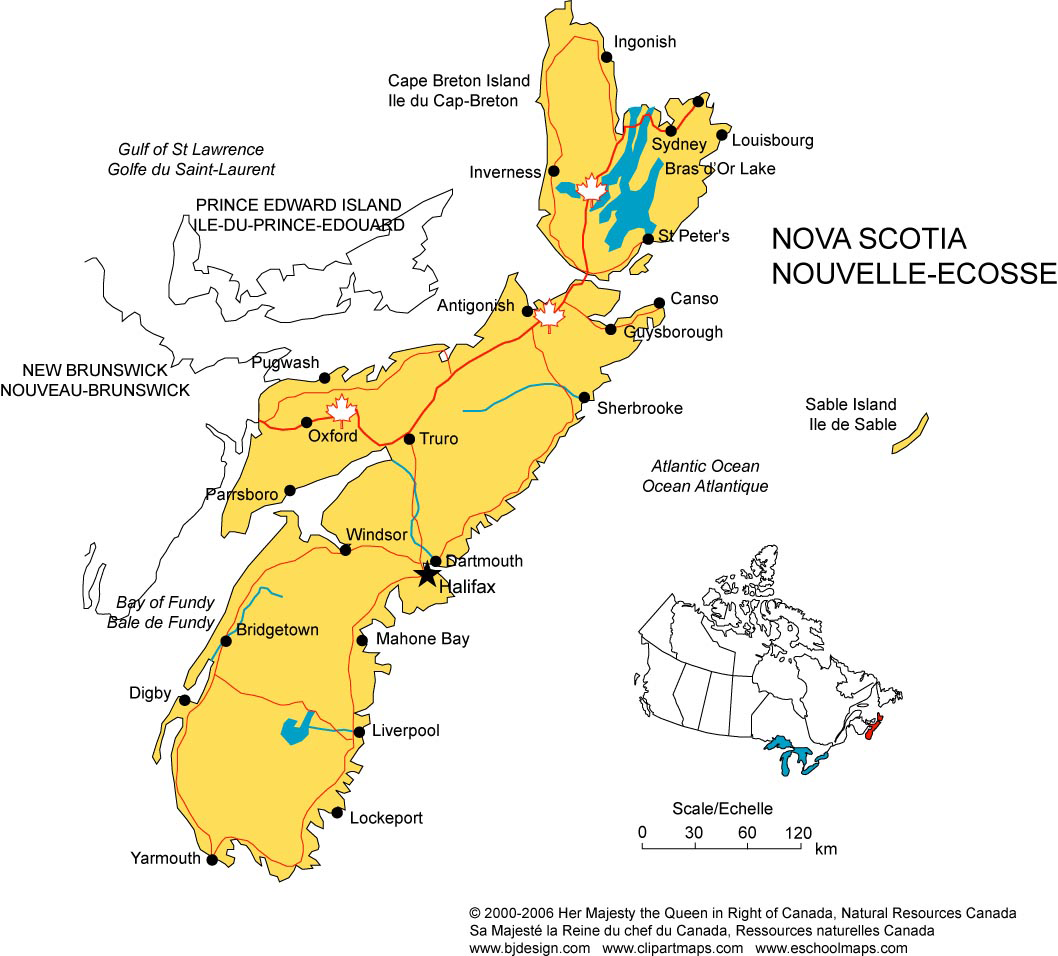 Ingonish
Cape Breton Island
Ile du Cap-Breton
Sydney
Louisbourg
Gulf of St Lawrence
Golfe du Saint-Laurent
Inverness
Bras d'Or Lake
PRINCE EDWARD ISLAND
ILE-DU-PRINCE-EDOUARD
St Peter's
NOVA SCOTIA
NOUVELLE-ECOSSE
Antigonish
Canso
Guysborough
Pugwash
NEW BRUNSWICK
NOUVEAU-BRUNSWICK
Sherbrooke
Sable Island
Ile de Sable
Oxford
Truro
Atlantic Ocean
Ocean Atlantique
Parrsboro
Windsor
Dartmouth
Halifax
Bay of Fundy
Baie de Fundy
Bridgetown
Mahone Bay
Digby
Liverpool
Lockeport
Yarmouth
Scale/Echelle
0 30 60 120
km
© 2000-2006 Her Majesty the Queen in Right of Canada, Natural Resources Canada
Sa Majesté la Reine du chef du Canada, Ressources naturelles Canada
www.bjdesign.com www.clipartmaps.com www.eschoolmaps.com